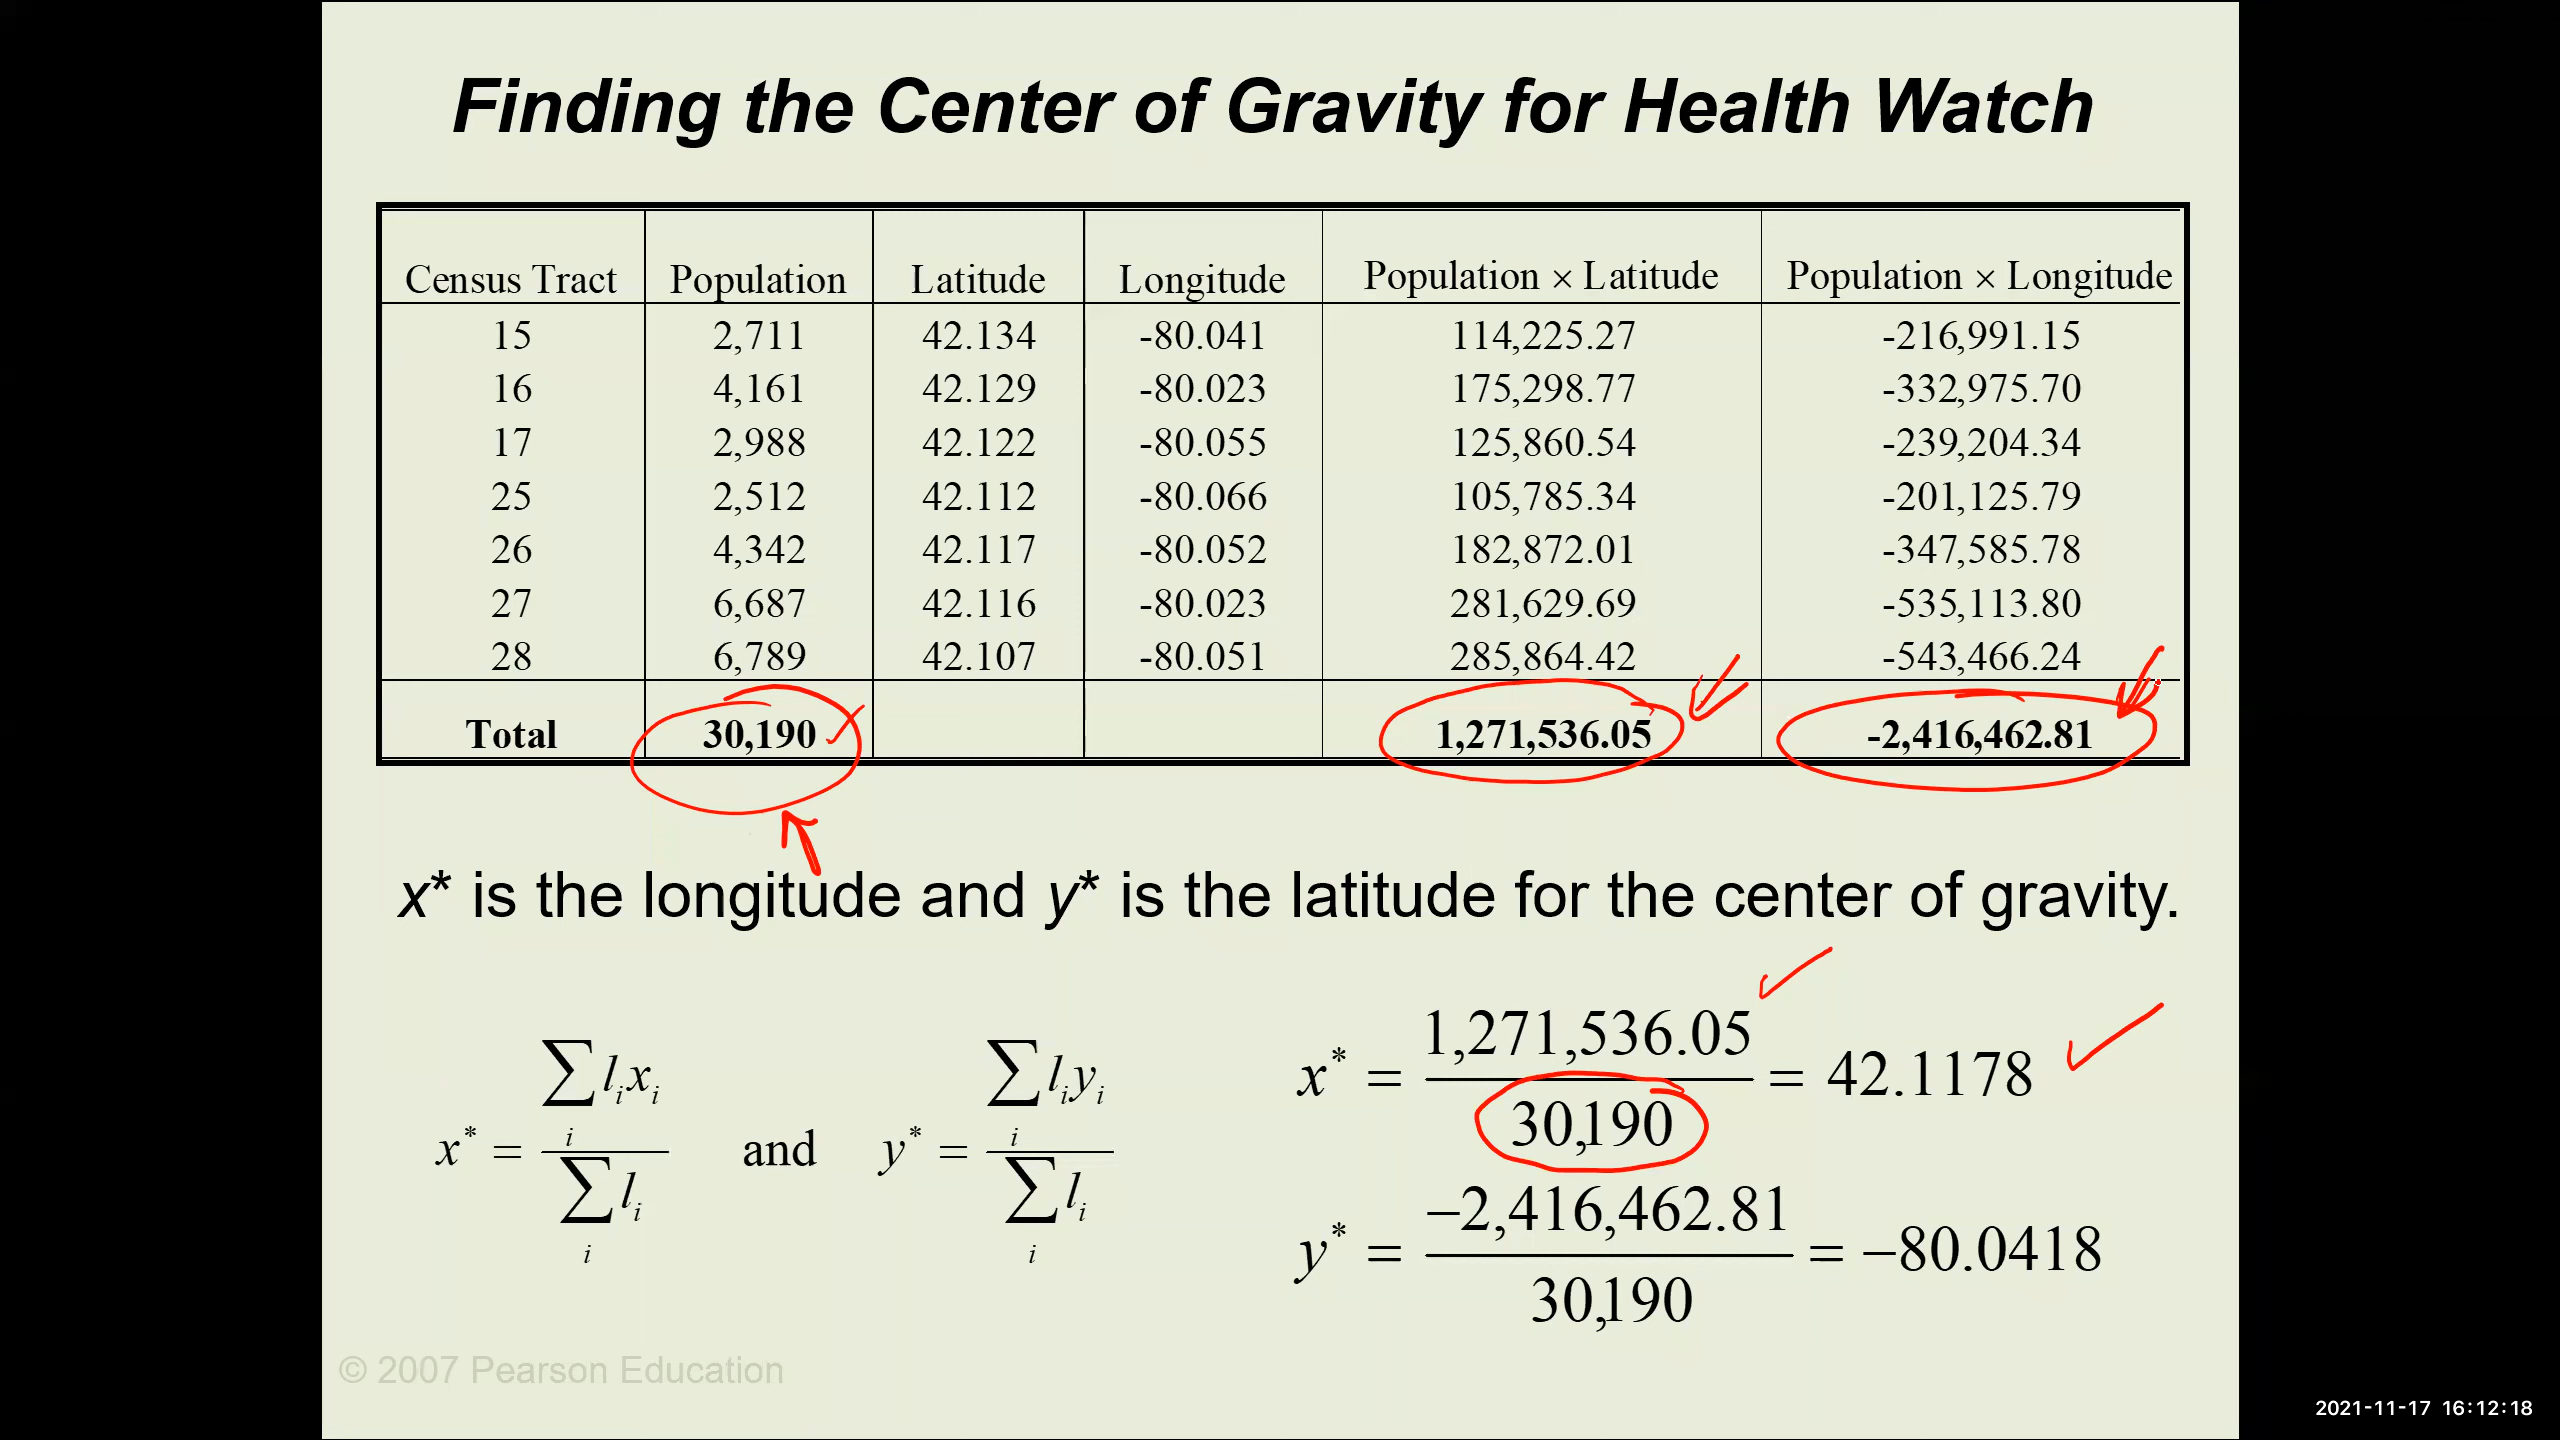 Finding the Center of Gravity for Health Watch
Census Tract Population Latitude Longitude Population × Latitude Population × Longitude
15 2,711 42.134 -80.041 114,225.27 -216,991.15
16 4,161 42.129 -80.023 175,298.77 -332,975.70
17 2,988 42.122 -80.055 125,860.54 -239,204.34
25 2,512 42.112 -80.066 105,785.34 -201,125.79
26 4,342 42.117 -80.052 182,872.01 -347,585.78
27 6,687 42.116 -80.023 281,629.69 -535,113.80
28 6,789 42.107 -80.051 285,864.42 -543,466.24
Total 30,190 1,271,536.05 -2,416,462.81
x* is the longitude and y* is the latitude for the center of gravity.
x* = ∑i lixi / ∑i li and y* = ∑i liyi / ∑i li
x* = 1,271,536.05 / 30,190 = 42.1178
y* = −2,416,462.81 / 30,190 = −80.0418
© 2007 Pearson Education
2021-11-17 16:12:18